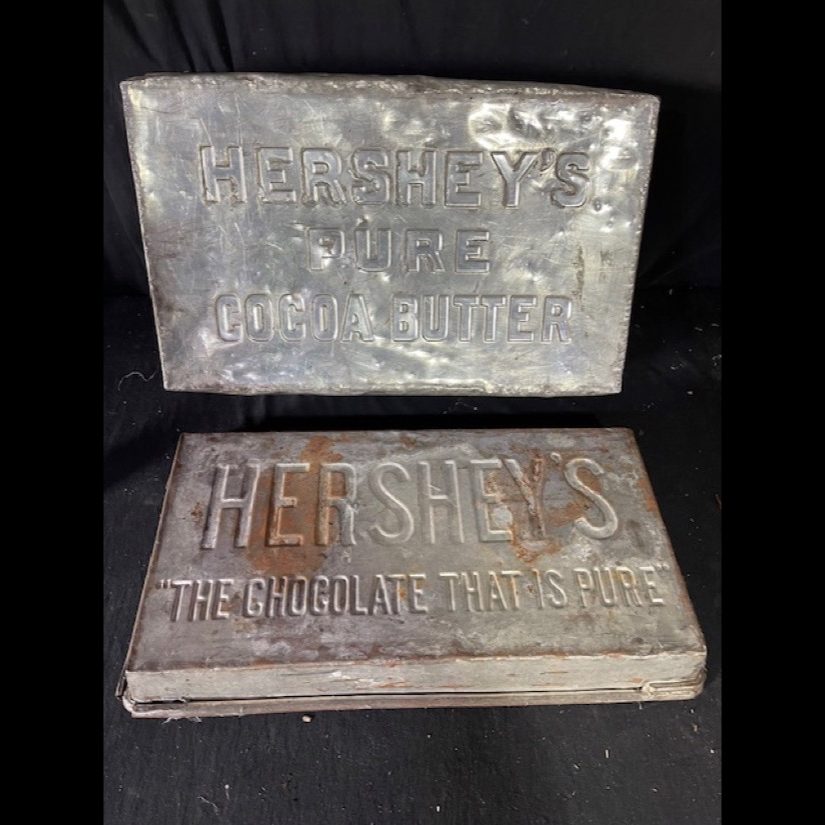 HERSHEY'S
PURE
COCOA BUTTER
HERSHEY'S
"THE CHOCOLATE THAT IS PURE"